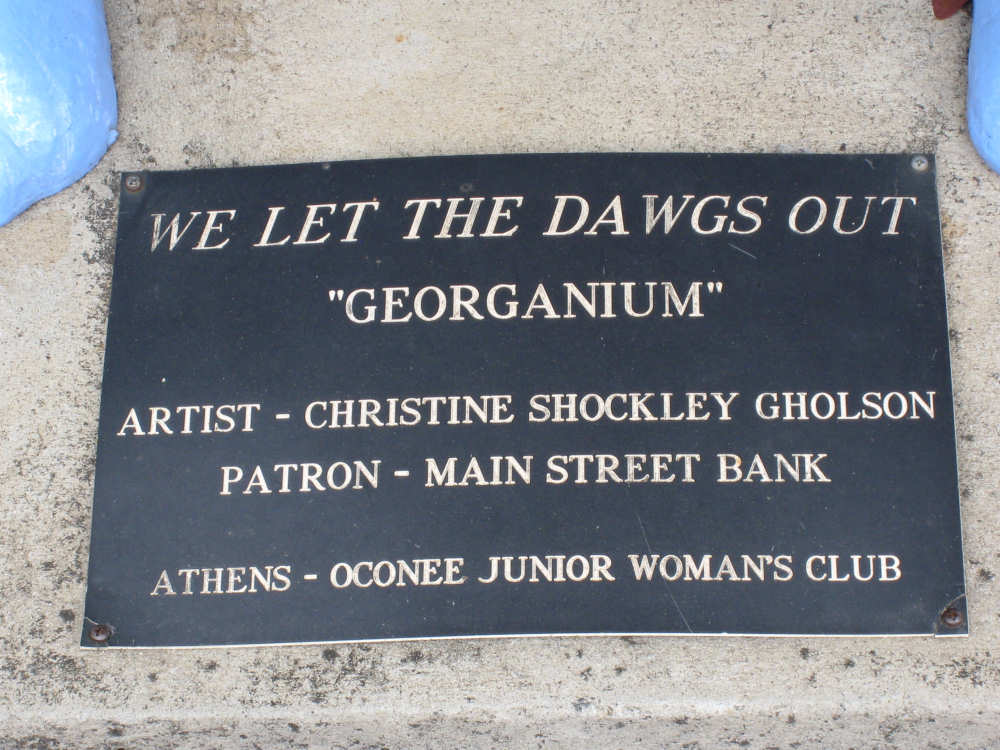 WE LET THE DAWGS OUT
"GEORGANIUM"
ARTIST - CHRISTINE SHOCKLEY GHOLSON
PATRON - MAIN STREET BANK
ATHENS - OCONEE JUNIOR WOMAN'S CLUB